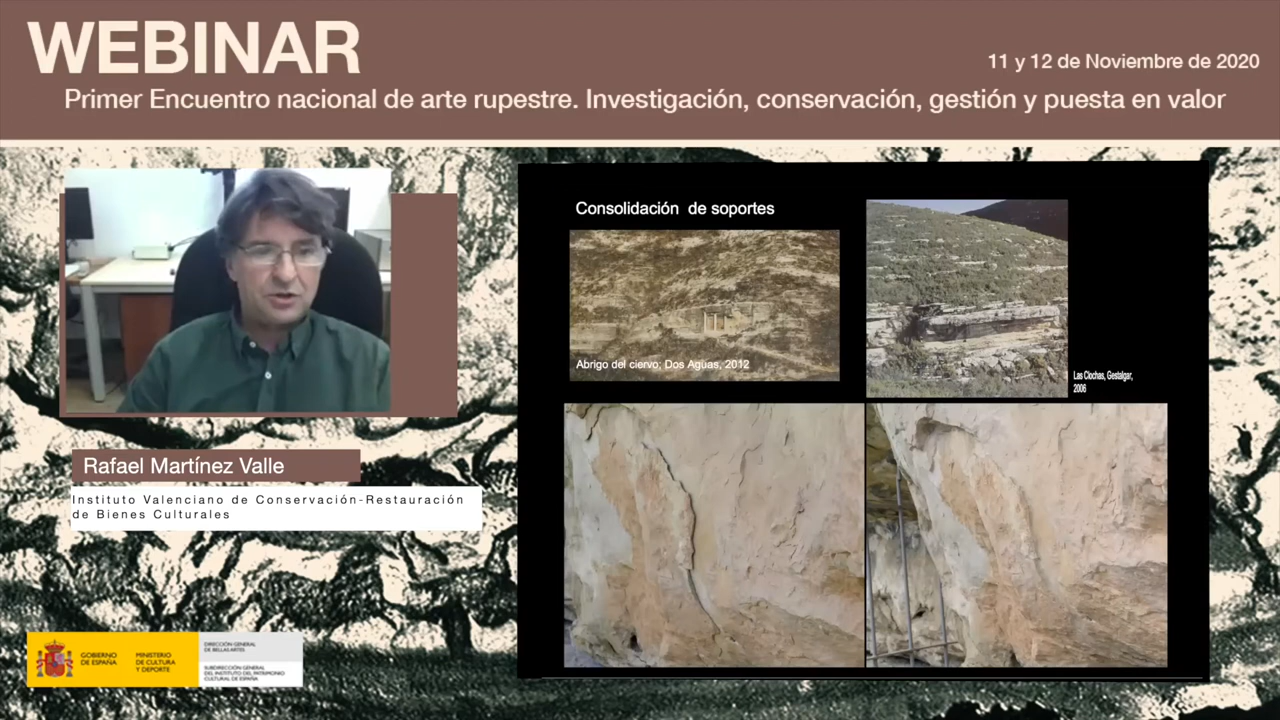 WEBINAR
11 y 12 de Noviembre de 2020
Primer Encuentro nacional de arte rupestre. Investigación, conservación, gestión y puesta en valor
Consolidación de soportes
Abrigo del ciervo; Dos Aguas, 2012
Las Clochas, Gestalgar,
2006
Rafael Martínez Valle
Instituto Valenciano de Conservación-Restauración
de Bienes Culturales
GOBIERNO
DE ESPAÑA
MINISTERIO
DE CULTURA
Y DEPORTE
DIRECCIÓN GENERAL
DE BELLAS ARTES
SUBDIRECCIÓN GENERAL
DEL INSTITUTO DEL PATRIMONIO
CULTURAL DE ESPAÑA